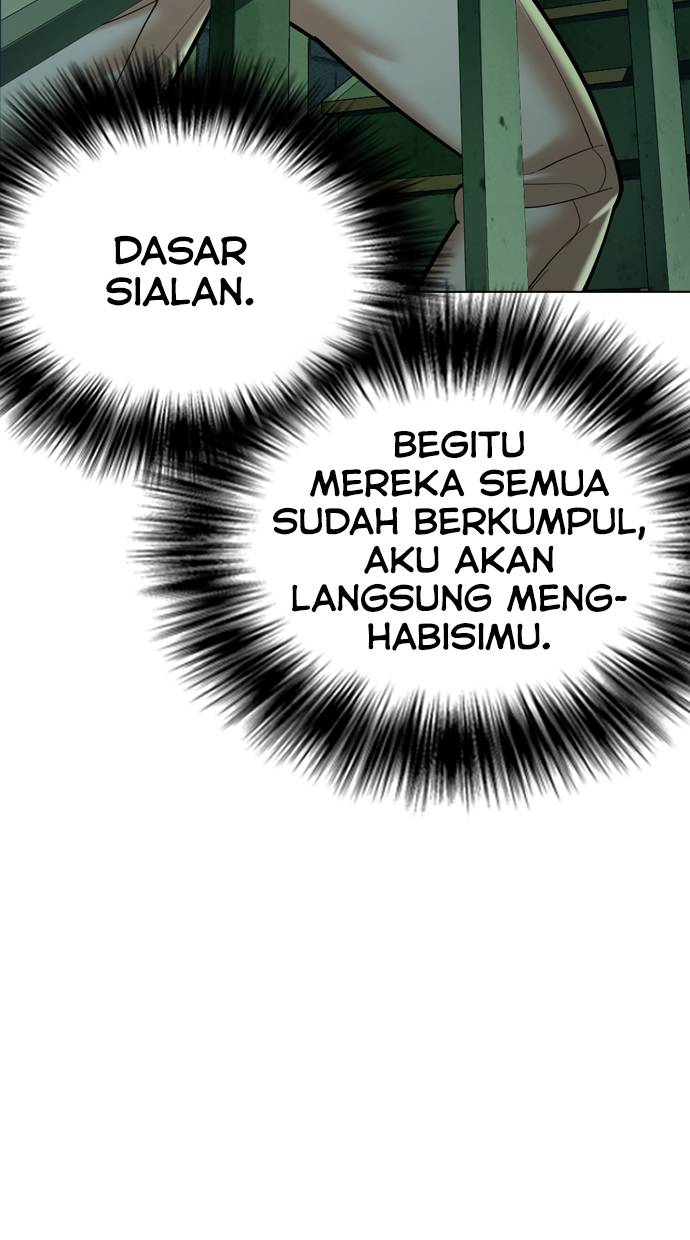 DASAR
SIALAN.
BEGITU
MEREKA SEMUA
SUDAH BERKUMPUL,
AKU AKAN
LANGSUNG MENG-
HABISIMU.